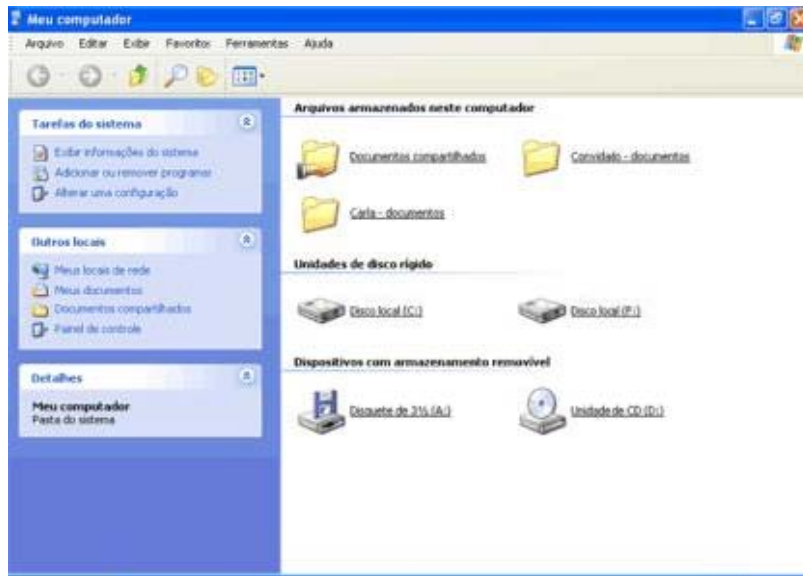 Meu computador
Arquivo Editar Exibir Favoritos Ferramentas Ajuda
Tarefas do sistema
Exibir informações do sistema
Adicionar ou remover programas
Alterar uma configuração
Outros locais
Meus locais de rede
Meus documentos
Documentos compartilhados
Painel de controle
Detalhes
Meu computador
Pasta do sistema
Arquivos armazenados neste computador
Documentos compartilhados
Convidado - documentos
Carla - documentos
Unidades de disco rígido
Disco local (C:)
Disco local (F:)
Dispositivos com armazenamento removível
Disquete de 3½ (A:)
Unidade de CD (D:)